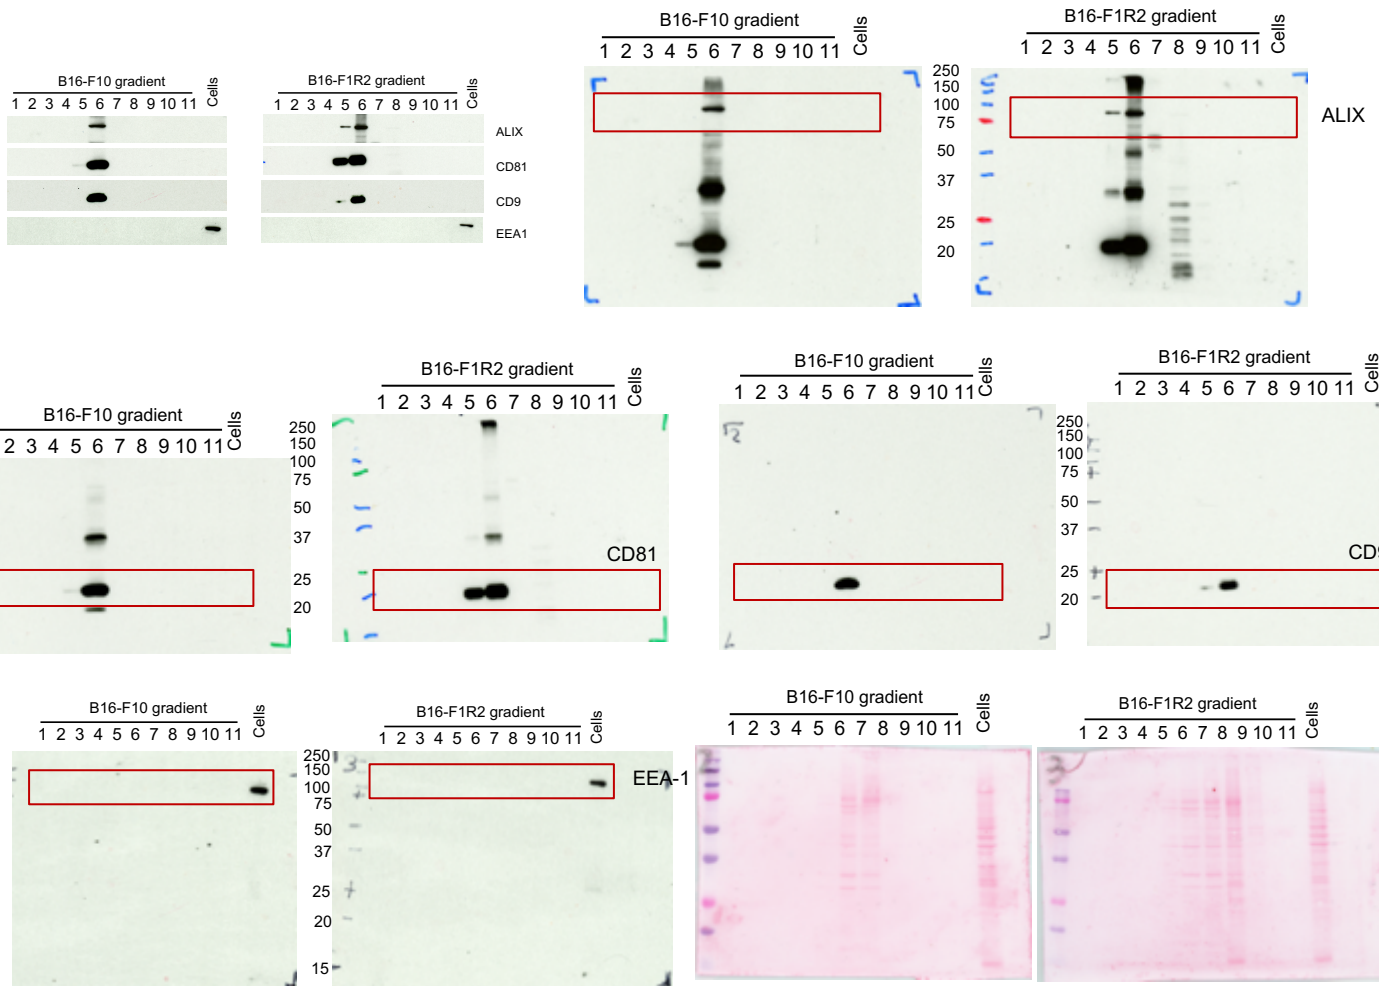 B16-F10 gradient
1 2 3 4 5 6 7 8 9 10 11 Cells
B16-F1R2 gradient
1 2 3 4 5 6 7 8 9 10 11 Cells
ALIX
CD81
CD9
EEA1
B16-F10 gradient
1 2 3 4 5 6 7 8 9 10 11 Cells
B16-F1R2 gradient
1 2 3 4 5 6 7 8 9 10 11 Cells
250
150
100
75
50
37
25
20
ALIX
B16-F10 gradient
2 3 4 5 6 7 8 9 10 11 Cells
B16-F1R2 gradient
1 2 3 4 5 6 7 8 9 10 11 Cells
250
150
100
75
50
37
25
20
CD81
B16-F10 gradient
1 2 3 4 5 6 7 8 9 10 11 Cells
B16-F1R2 gradient
1 2 3 4 5 6 7 8 9 10 11 Cells
250
150
100
75
50
37
25
20
CD9
B16-F10 gradient
1 2 3 4 5 6 7 8 9 10 11 Cells
B16-F1R2 gradient
1 2 3 4 5 6 7 8 9 10 11 Cells
250
150
100
75
50
37
25
20
15
3
EEA-1
B16-F10 gradient
1 2 3 4 5 6 7 8 9 10 11 Cells
B16-F1R2 gradient
1 2 3 4 5 6 7 8 9 10 11 Cells
3